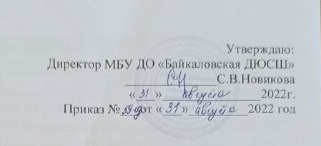 Утверждаю:
Директор МБУ ДО «Байкаловская ДЮСШ»
С.В.Новикова
« 31 » августа 2022г.
Приказ № от « 31 » августа 2022 год